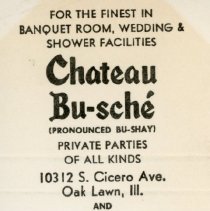 FOR THE FINEST IN
BANQUET ROOM, WEDDING &
SHOWER FACILITIES
Chateau
Bu-sché
(PRONOUNCED BU-SHAY)
PRIVATE PARTIES
OF ALL KINDS
10312 S. Cicero Ave.
Oak Lawn, Ill.
AND